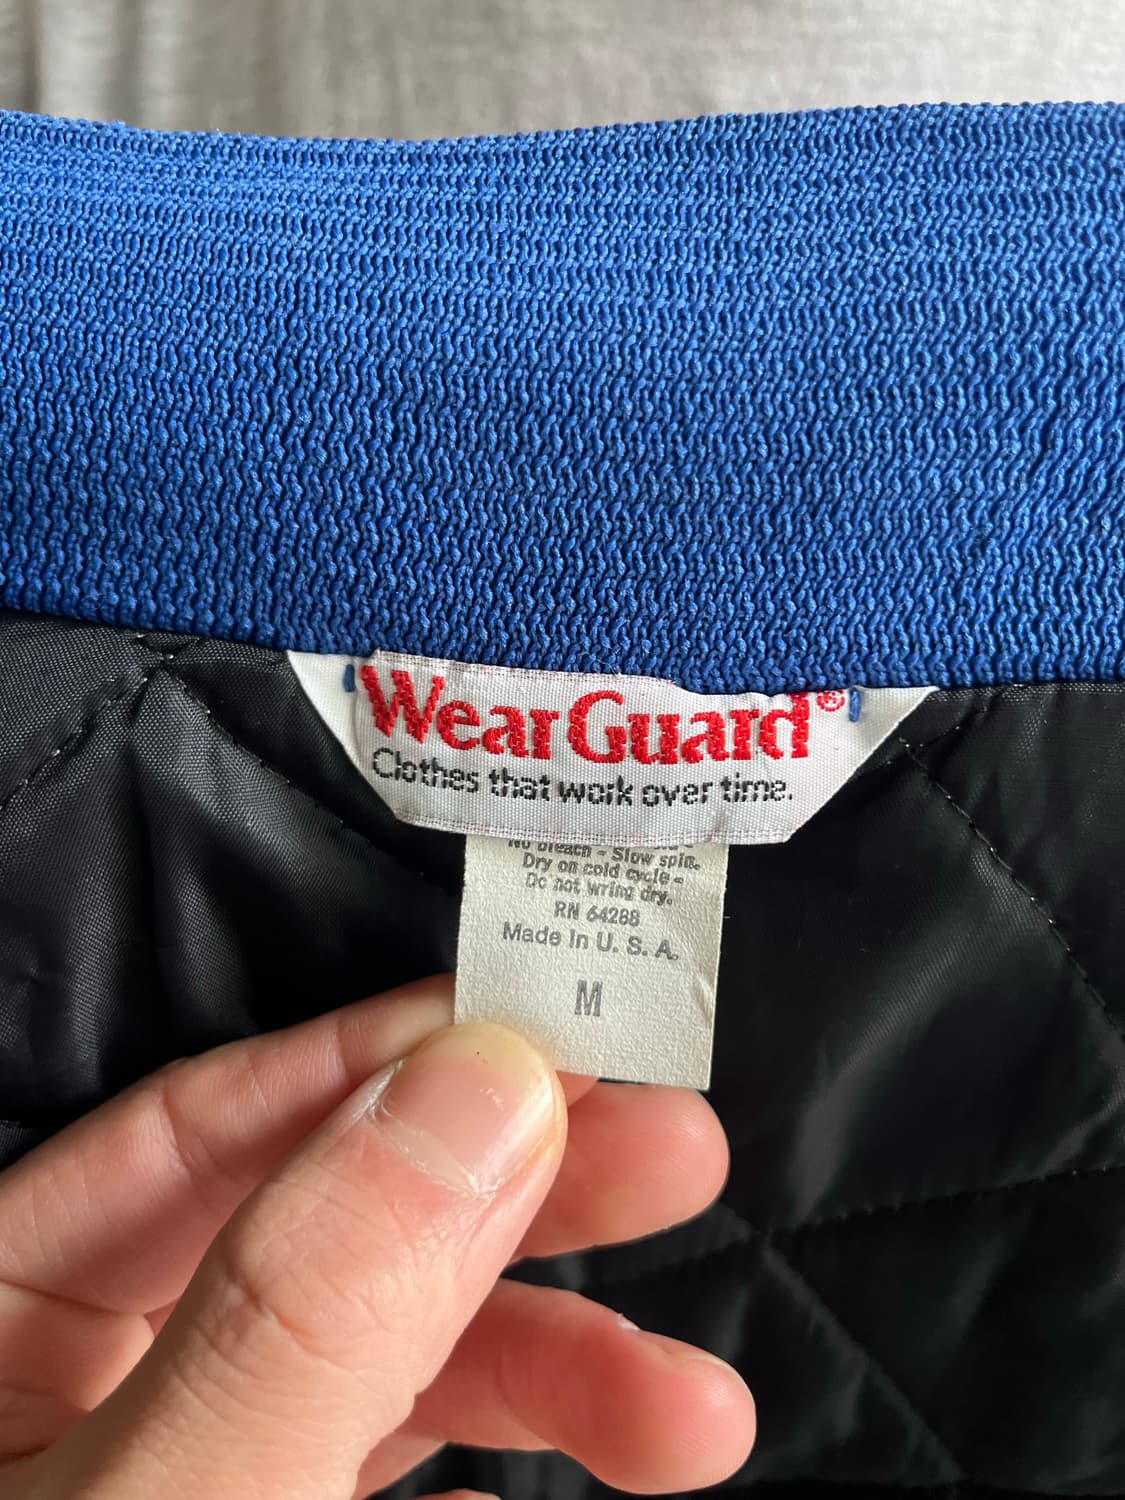 WearGuard®
Clothes that work over time.
No bleach - Slow spin.
Dry on cold cycle -
Do not wring dry.
RN 64288
Made In U. S. A.
M